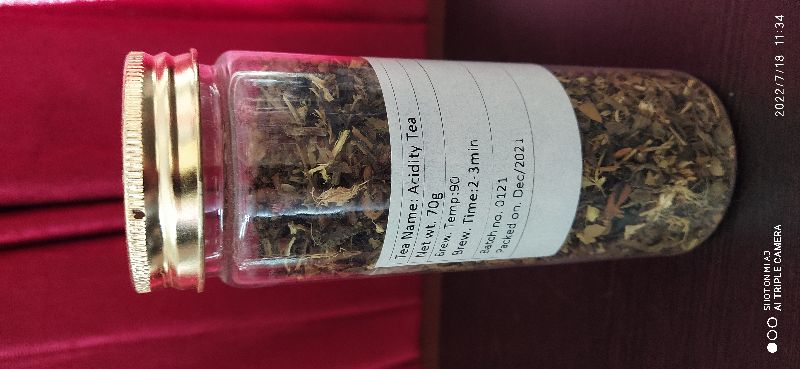 Tea Name: Acidity Tea
Net wt. 70g
Brew. Temp:90
Brew. Time:2-3min
Batch no. 0121
Packed on. Dec/2021
2022/7/18 11:34
SHOT ON MI A3
AI TRIPLE CAMERA